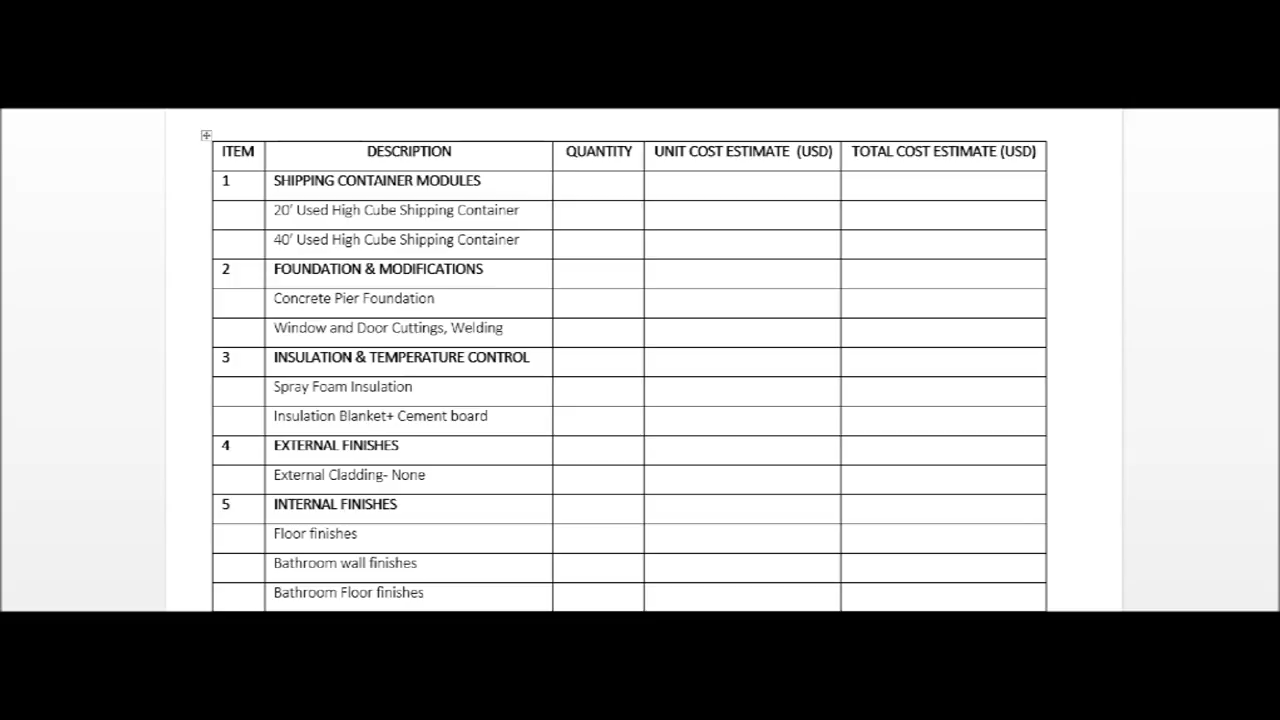 ITEM DESCRIPTION QUANTITY UNIT COST ESTIMATE (USD) TOTAL COST ESTIMATE (USD)
1 SHIPPING CONTAINER MODULES
20’ Used High Cube Shipping Container
40’ Used High Cube Shipping Container
2 FOUNDATION & MODIFICATIONS
Concrete Pier Foundation
Window and Door Cuttings, Welding
3 INSULATION & TEMPERATURE CONTROL
Spray Foam Insulation
Insulation Blanket+ Cement board
4 EXTERNAL FINISHES
External Cladding- None
5 INTERNAL FINISHES
Floor finishes
Bathroom wall finishes
Bathroom Floor finishes